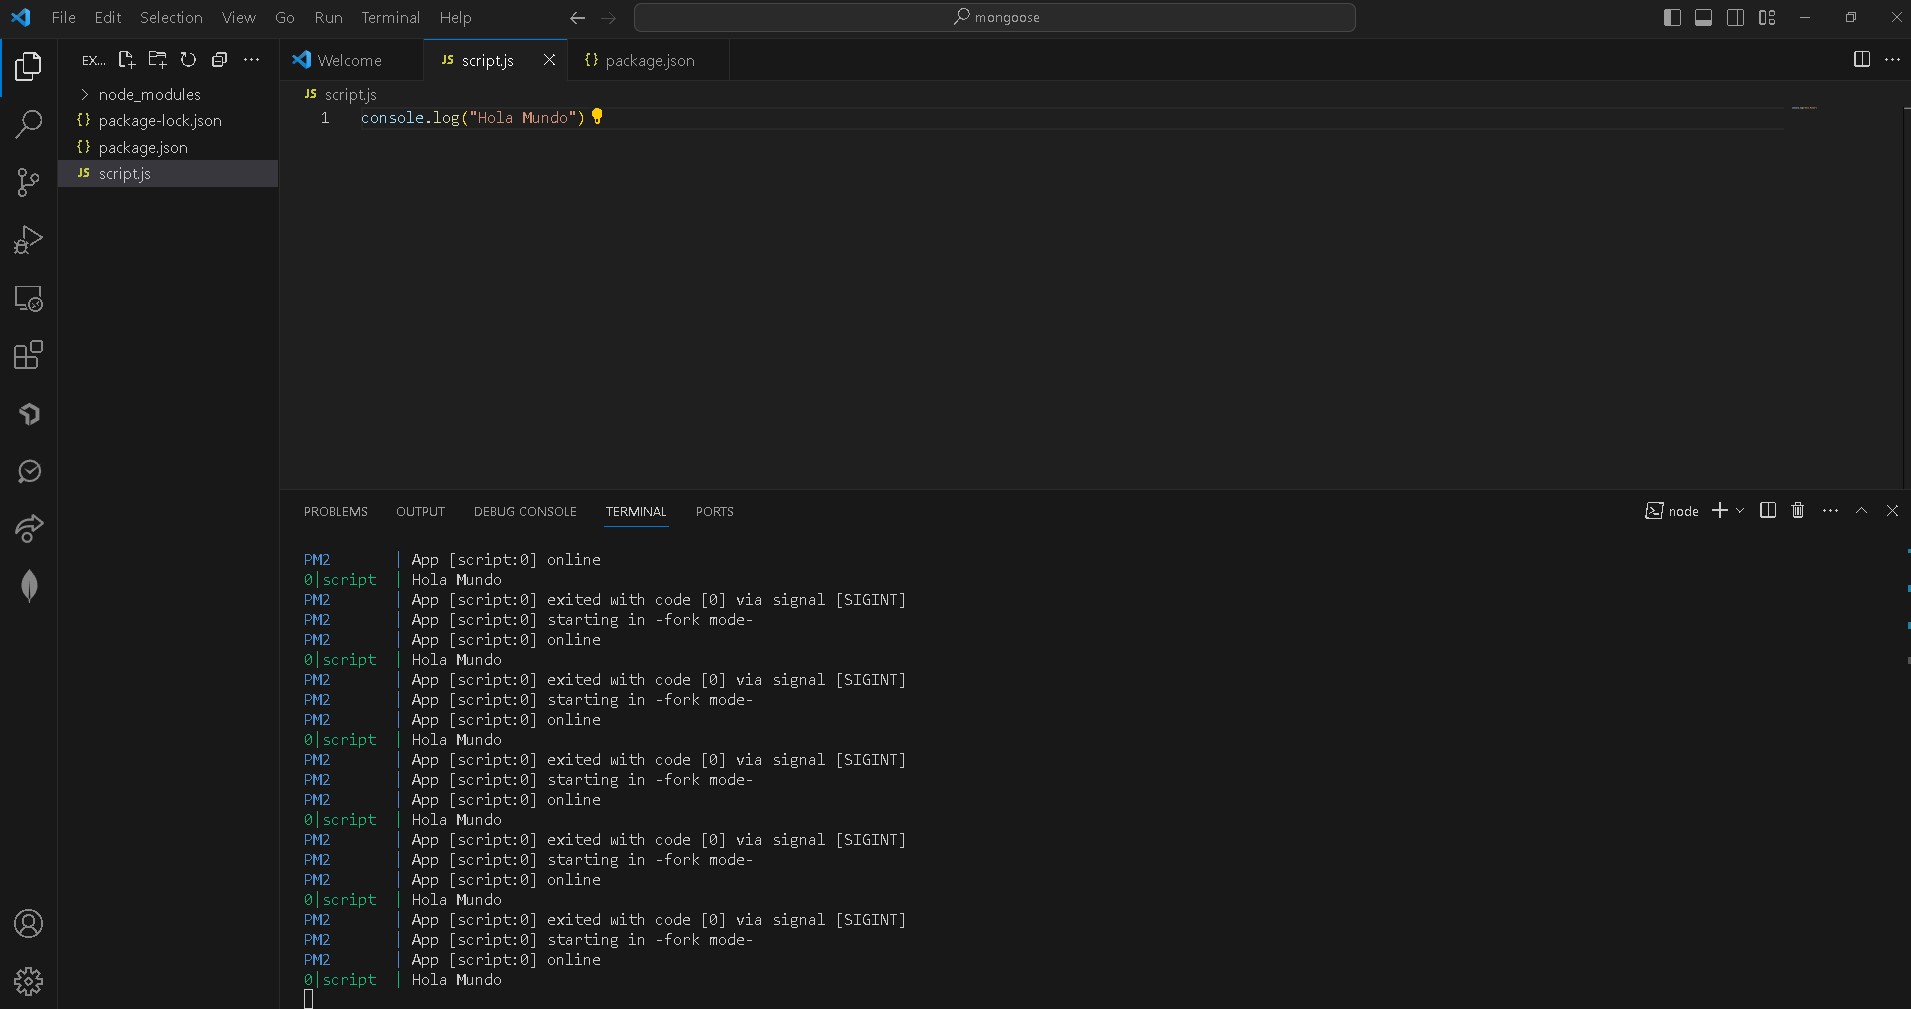 File Edit Selection View Go Run Terminal Help
mongoose
EX...
Welcome
JS script.js
{} package.json
node_modules
{} package-lock.json
{} package.json
JS script.js
JS script.js
1 console.log("Hola Mundo")
PROBLEMS OUTPUT DEBUG CONSOLE TERMINAL PORTS
node
PM2 | App [script:0] online
0|script | Hola Mundo
PM2 | App [script:0] exited with code [0] via signal [SIGINT]
PM2 | App [script:0] starting in -fork mode-
PM2 | App [script:0] online
0|script | Hola Mundo
PM2 | App [script:0] exited with code [0] via signal [SIGINT]
PM2 | App [script:0] starting in -fork mode-
PM2 | App [script:0] online
0|script | Hola Mundo
PM2 | App [script:0] exited with code [0] via signal [SIGINT]
PM2 | App [script:0] starting in -fork mode-
PM2 | App [script:0] online
0|script | Hola Mundo
PM2 | App [script:0] exited with code [0] via signal [SIGINT]
PM2 | App [script:0] starting in -fork mode-
PM2 | App [script:0] online
0|script | Hola Mundo
PM2 | App [script:0] exited with code [0] via signal [SIGINT]
PM2 | App [script:0] starting in -fork mode-
PM2 | App [script:0] online
0|script | Hola Mundo